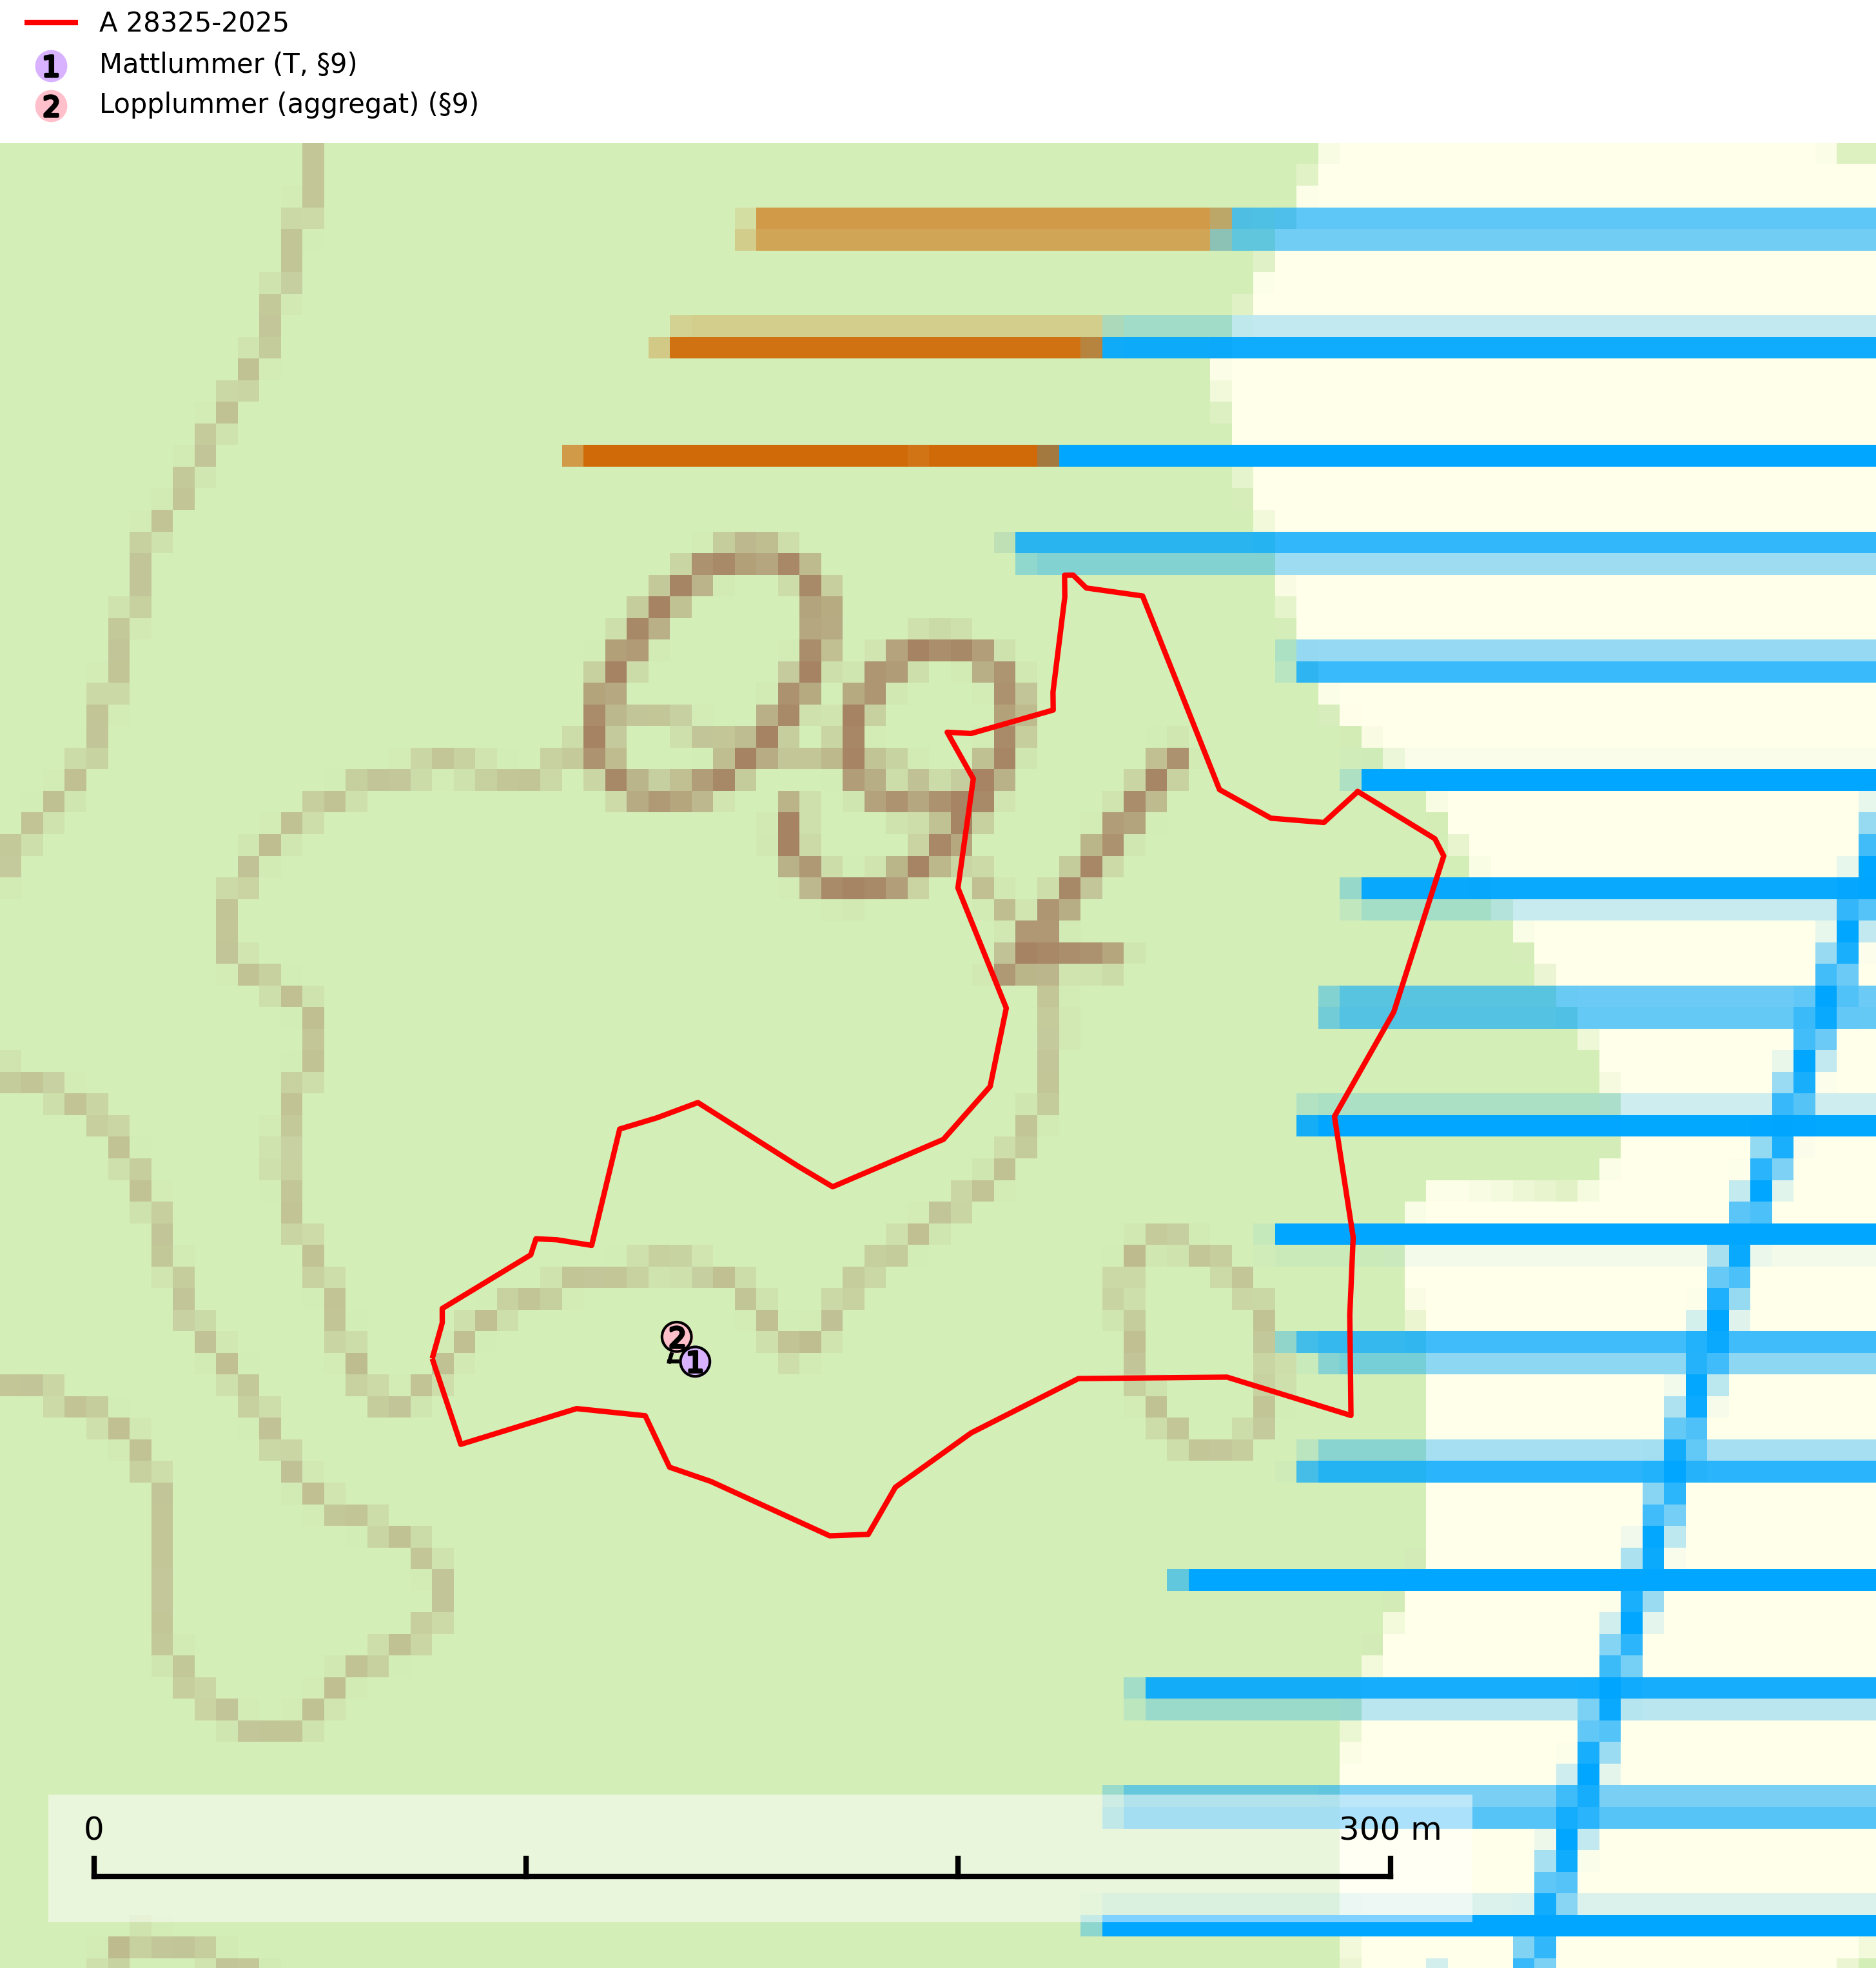 A 28325-2025
1 Mattlummer (T, §9)
2 Lopplummer (aggregat) (§9)
2
1
0 300 m